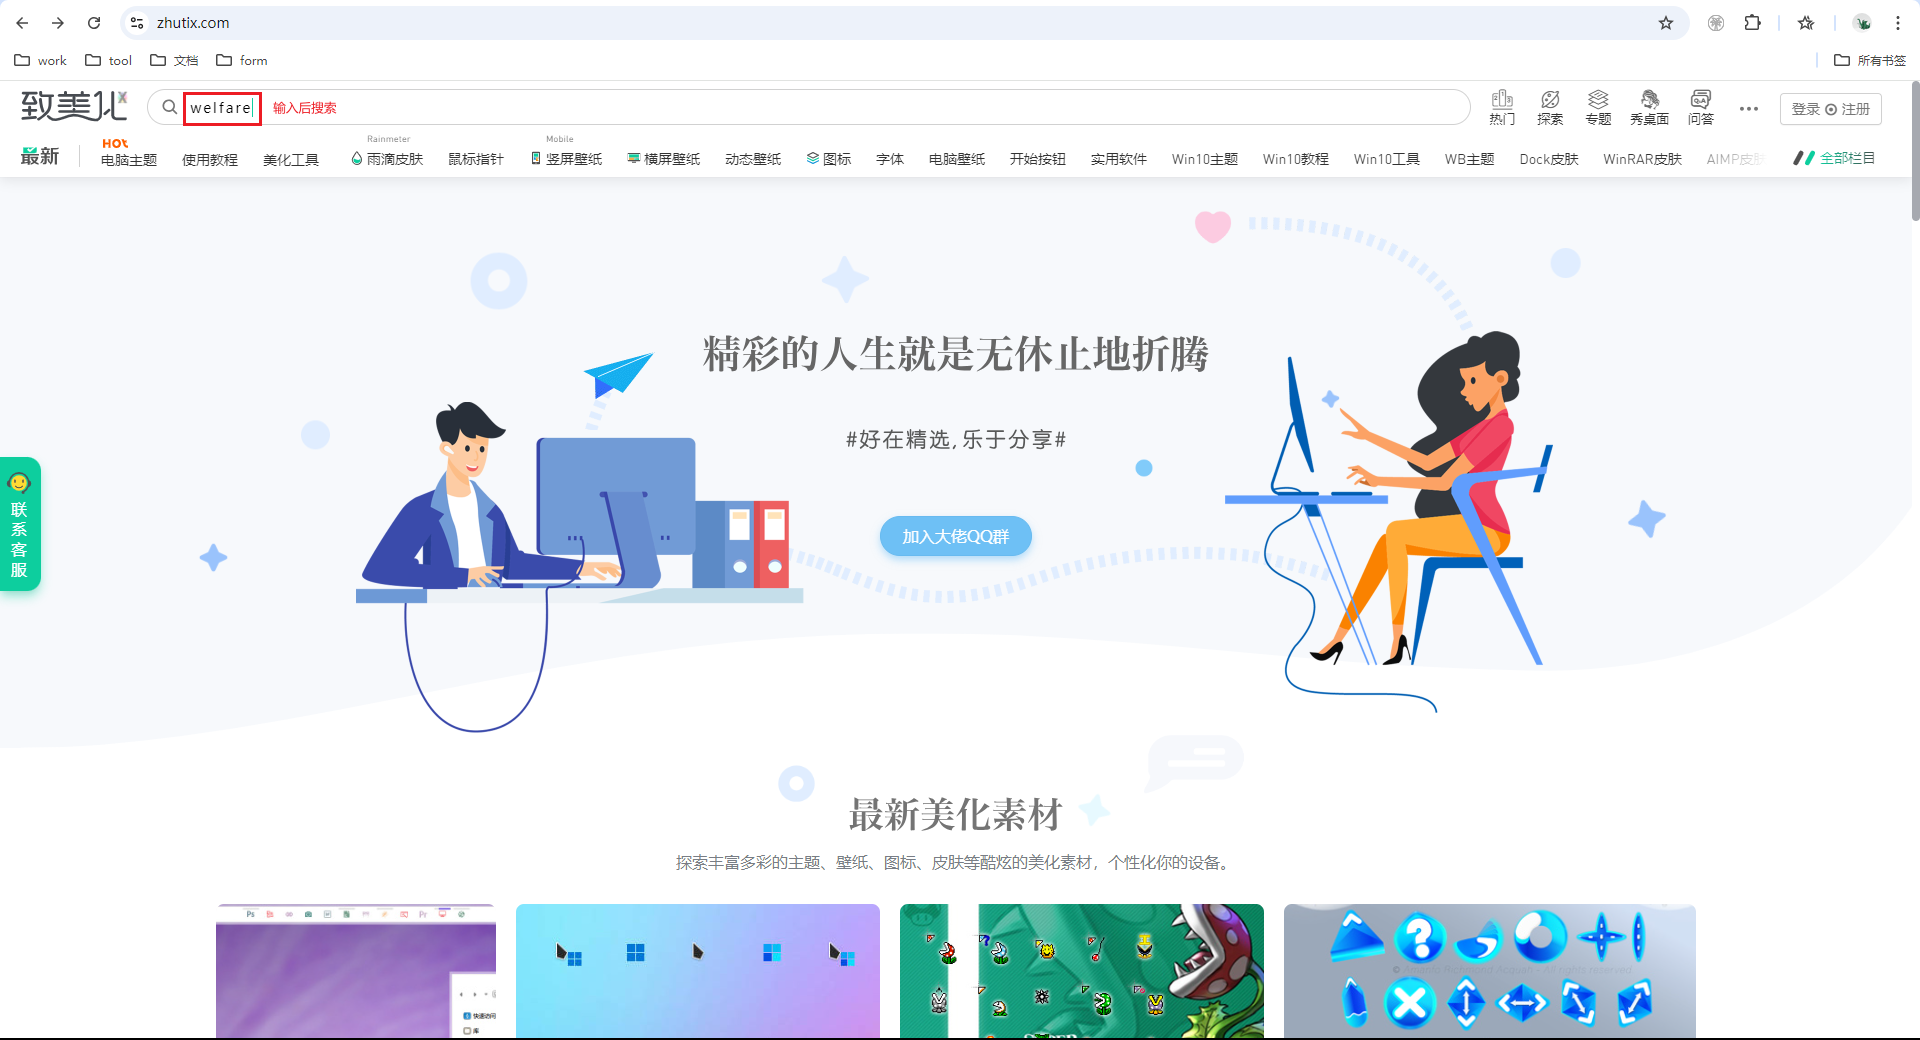 zhutix.com
work tool 文档 form 所有书签
致美化 welfare 输入后搜索 热门 探索 专题 秀桌面 问答 登录 注册
Rainmeter Mobile
HOT
最新 电脑主题 使用教程 美化工具 雨滴皮肤 鼠标指针 竖屏壁纸 横屏壁纸 动态壁纸 图标 字体 电脑壁纸 开始按钮 实用软件 Win10主题 Win10教程 Win10工具 WB主题 Dock皮肤 WinRAR皮肤 AIMP皮肤 全部栏目
精彩的人生就是无休止地折腾
#好在精选,乐于分享#
加入大佬QQ群
联系客服
最新美化素材
探索丰富多彩的主题、壁纸、图标、皮肤等酷炫的美化素材，个性化你的设备。
Ps Pr
快速访问
库